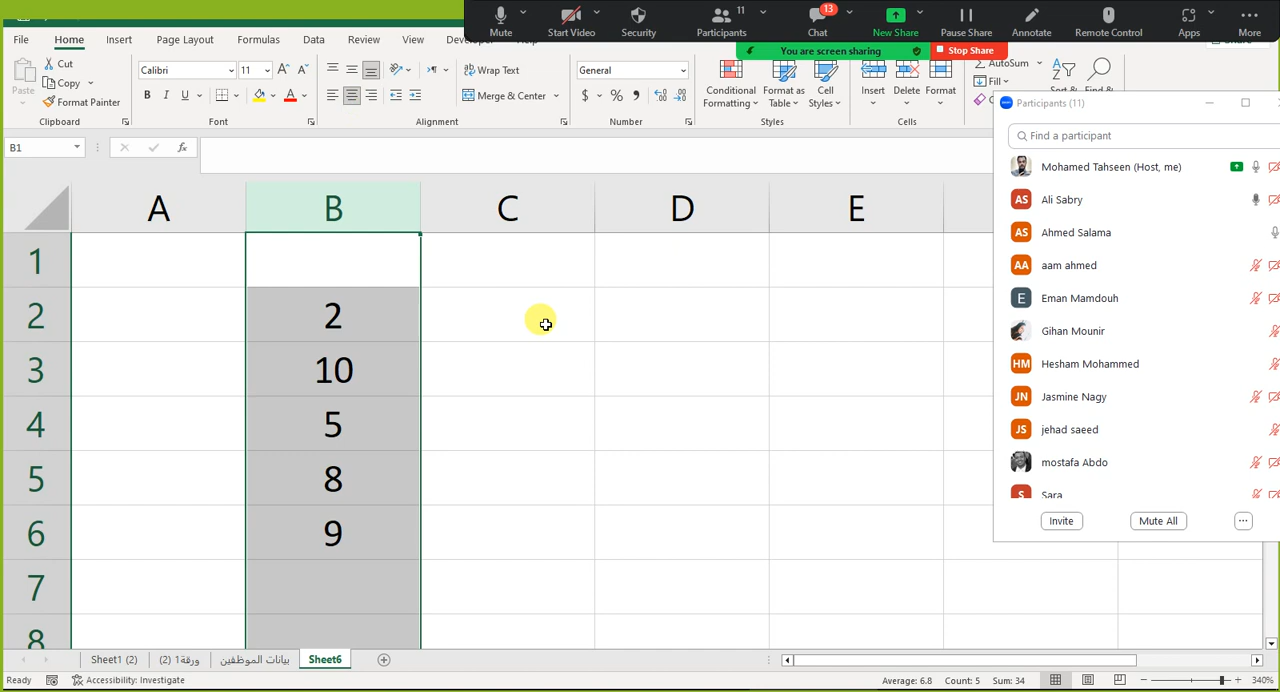 11
13
Mute
Start Video
Security
Participants
Chat
New Share
Pause Share
Annotate
Remote Control
Apps
More
You are screen sharing
Stop Share
File
Home
Insert
Page Layout
Formulas
Data
Review
View
Cut
Copy
Format Painter
Paste
Clipboard
Calibri
11
B I U
Font
Wrap Text
Merge & Center
Alignment
General
$ %
Number
Conditional Formatting
Format as Table
Cell Styles
Styles
Insert
Delete
Format
Cells
AutoSum
Fill
B1
fx
A B C D E
1
2 2
3 10
4 5
5 8
6 9
7
8
Participants (11)
Find a participant
Mohamed Tahseen (Host, me)
AS Ali Sabry
AS Ahmed Salama
AA aam ahmed
E Eman Mamdouh
Gihan Mounir
HM Hesham Mohammed
JN Jasmine Nagy
JS jehad saeed
mostafa Abdo
S Sara
Invite
Mute All
...
Sheet1 (2)
ورقة1 (2)
بيانات الموظفين
Sheet6
Ready
Accessibility: Investigate
Average: 6.8 Count: 5 Sum: 34
340%